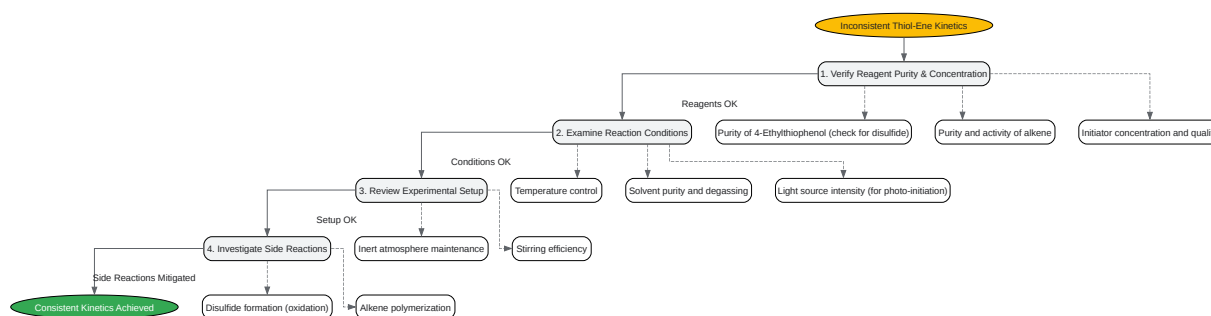 Inconsistent Thiol-Ene Kinetics
1. Verify Reagent Purity & Concentration
Reagents OK
2. Examine Reaction Conditions
Purity of 4-Ethylthiophenol (check for disulfide)
Purity and activity of alkene
Initiator concentration and quali
Conditions OK
3. Review Experimental Setup
Temperature control
Solvent purity and degassing
Light source intensity (for photo-initiation)
Setup OK
4. Investigate Side Reactions
Inert atmosphere maintenance
Stirring efficiency
Side Reactions Mitigated
Consistent Kinetics Achieved
Disulfide formation (oxidation)
Alkene polymerization